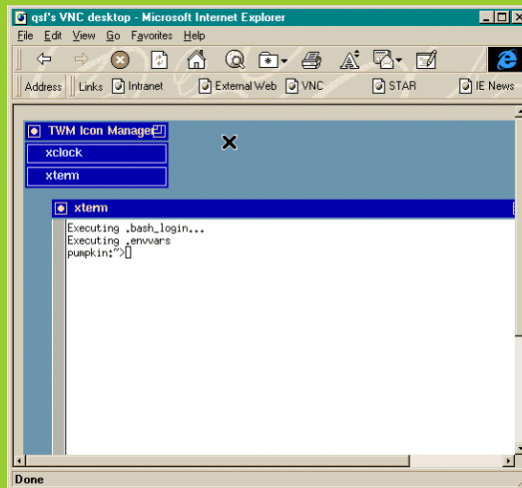 qsf's VNC desktop - Microsoft Internet Explorer
File Edit View Go Favorites Help
Address Links Intranet External Web VNC STAR IE News
TWM Icon Manager
xclock
xterm
xterm
Executing .bash_login...
Executing .envvars
pumpkin:~>
Done